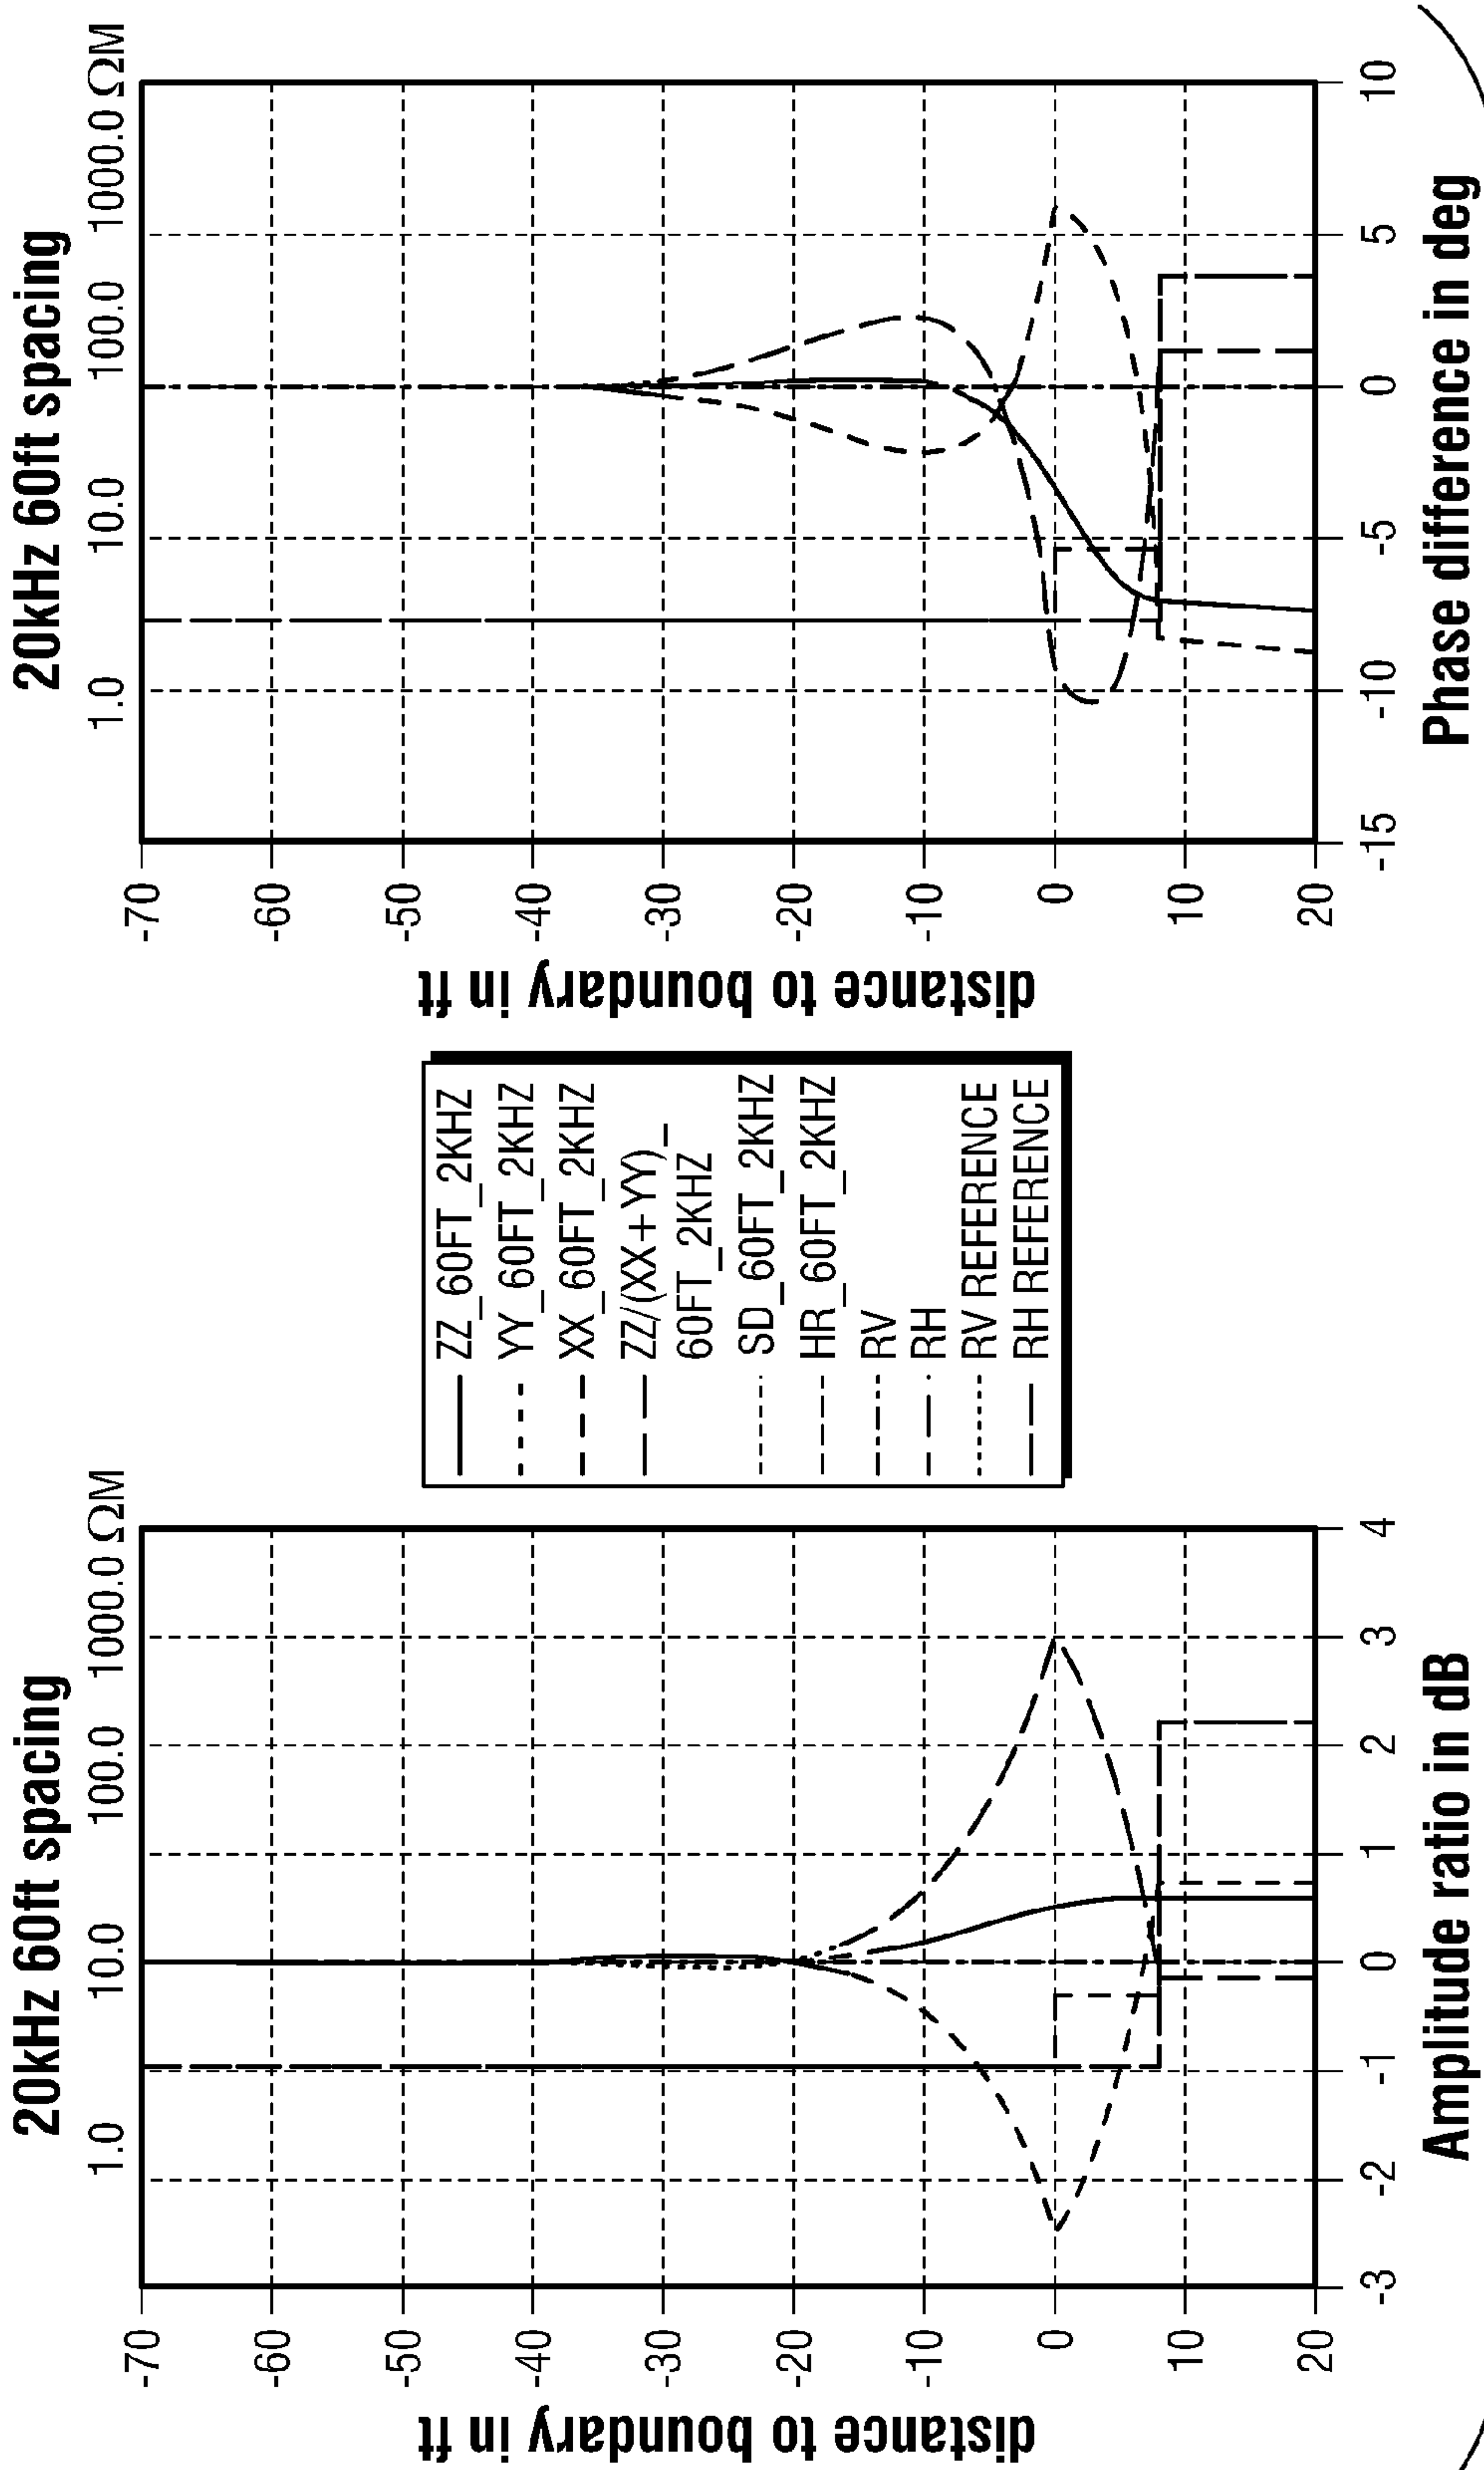 20kHz 60ft spacing
1.0 10.0 100.0 1000.0 ΩM
-70
-60
-50
-40
-30
-20
-10
0
10
20
distance to boundary in ft
-3 -2 -1 0 1 2 3 4
Amplitude ratio in dB
ZZ_60FT_2KHZ
YY_60FT_2KHZ
XX_60FT_2KHZ
ZZ/(XX+YY)_
60FT_2KHZ
SD_60FT_2KHZ
HR_60FT_2KHZ
RV
RH
RV REFERENCE
RH REFERENCE
20kHz 60ft spacing
1.0 10.0 100.0 1000.0 ΩM
-70
-60
-50
-40
-30
-20
-10
0
10
20
distance to boundary in ft
-15 -10 -5 0 5 10
Phase difference in deg